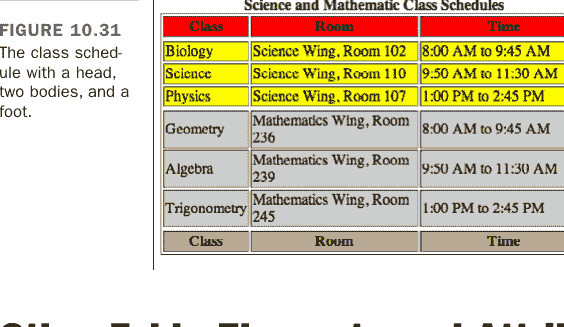 Science and Mathematic Class Schedules
FIGURE 10.31
The class sched-
ule with a head,
two bodies, and a
foot.
Class Room Time
Biology Science Wing, Room 102 8:00 AM to 9:45 AM
Science Science Wing, Room 110 9:50 AM to 11:30 AM
Physics Science Wing, Room 107 1:00 PM to 2:45 PM
Geometry Mathematics Wing, Room 8:00 AM to 9:45 AM
236
Algebra Mathematics Wing, Room 9:50 AM to 11:30 AM
239
Trigonometry Mathematics Wing, Room 1:00 PM to 2:45 PM
245
Class Room Time